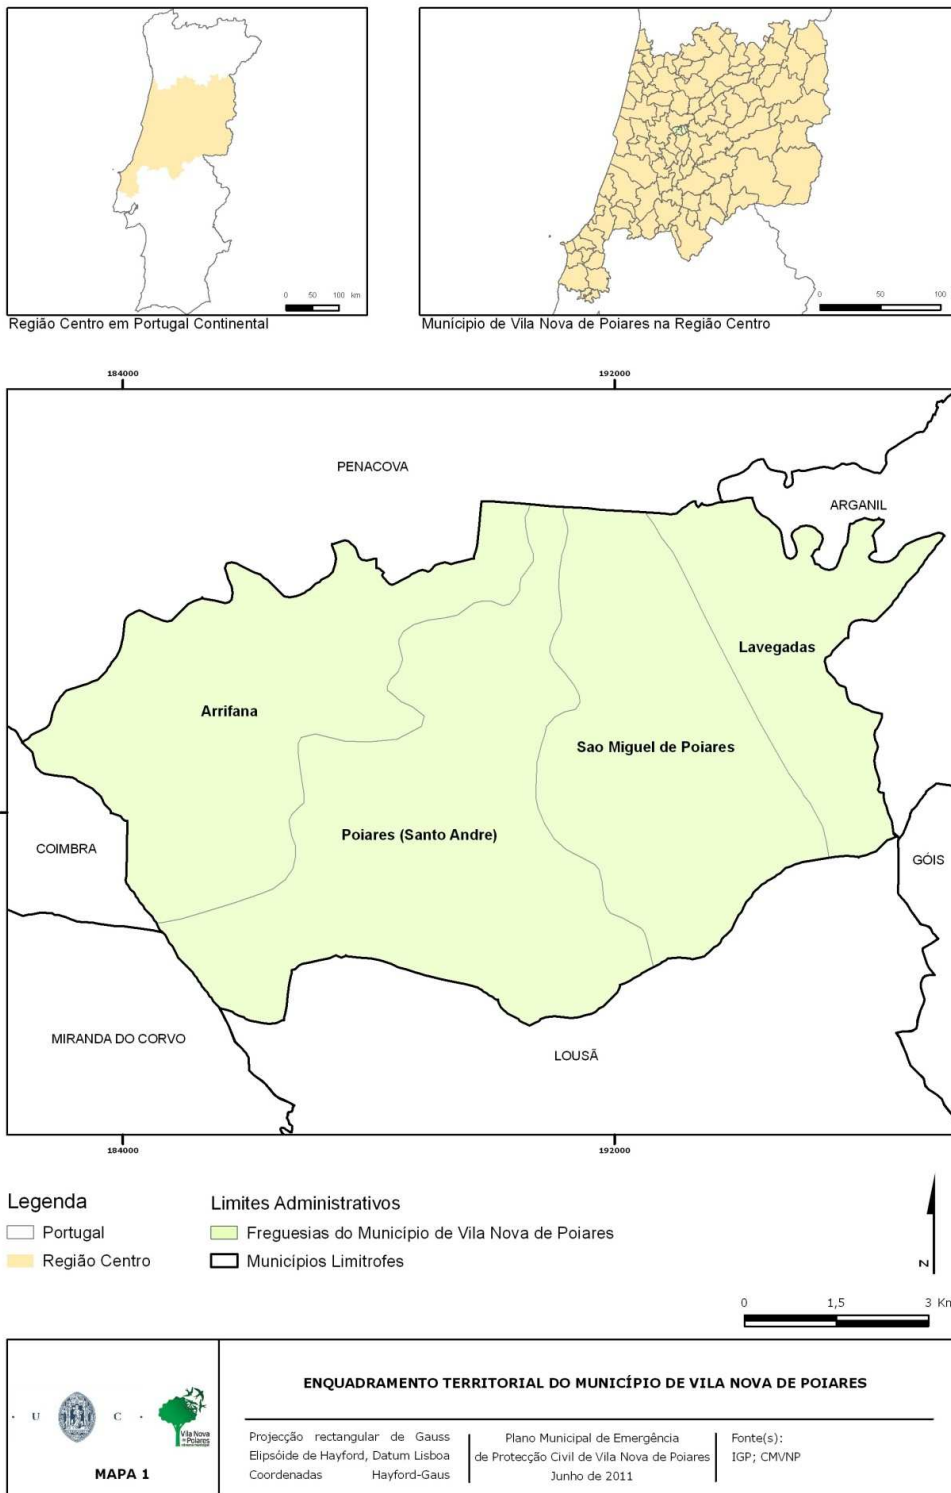 0 50 100 km
Região Centro em Portugal Continental
0 50 100
Munícipio de Vila Nova de Poiares na Região Centro
184000 192000
PENACOVA
ARGANIL
Lavegadas
Arrifana
Sao Miguel de Poiares
Poiares (Santo Andre)
COIMBRA
GÓIS
MIRANDA DO CORVO
LOUSÃ
184000 192000
Legenda
Portugal
Região Centro
Limites Administrativos
Freguesias do Município de Vila Nova de Poiares
Municípios Limitrofes
N
0 1,5 3 Km
· U C ·
Vila Nova
de Poiares
MAPA 1
ENQUADRAMENTO TERRITORIAL DO MUNICÍPIO DE VILA NOVA DE POIARES
Projecção rectangular de Gauss
Elipsóide de Hayford, Datum Lisboa
Coordenadas Hayford-Gaus
Plano Municipal de Emergência
de Protecção Civil de Vila Nova de Poiares
Junho de 2011
Fonte(s):
IGP; CMVNP